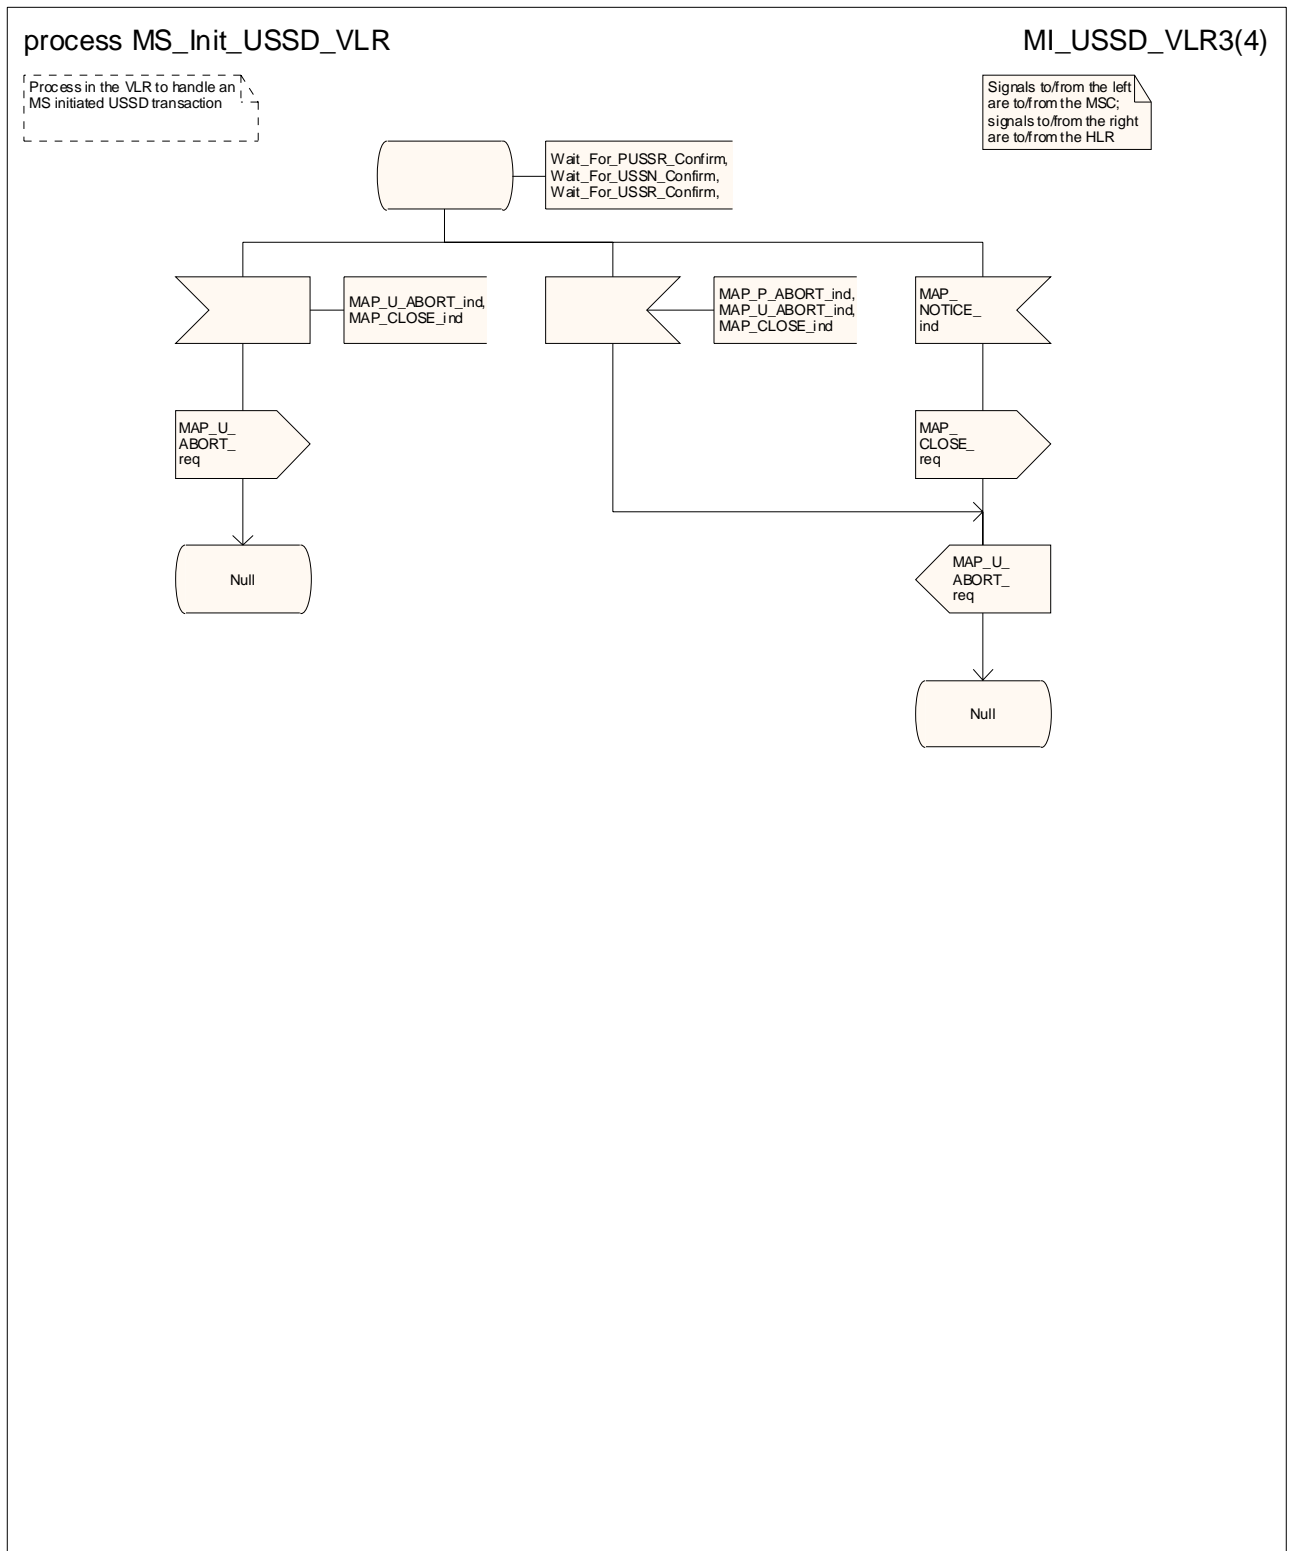 process MS_Init_USSD_VLR
MI_USSD_VLR3(4)
Process in the VLR to handle an
MS initiated USSD transaction
Signals to/from the left
are to/from the MSC;
signals to/from the right
are to/from the HLR
Wait_For_PUSSR_Confirm,
Wait_For_USSN_Confirm,
Wait_For_USSR_Confirm,
MAP_U_ABORT_ind,
MAP_CLOSE_ind
MAP_P_ABORT_ind,
MAP_U_ABORT_ind,
MAP_CLOSE_ind
MAP_
NOTICE_
ind
MAP_U_
ABORT_
req
MAP_
CLOSE_
req
Null
MAP_U_
ABORT_
req
Null